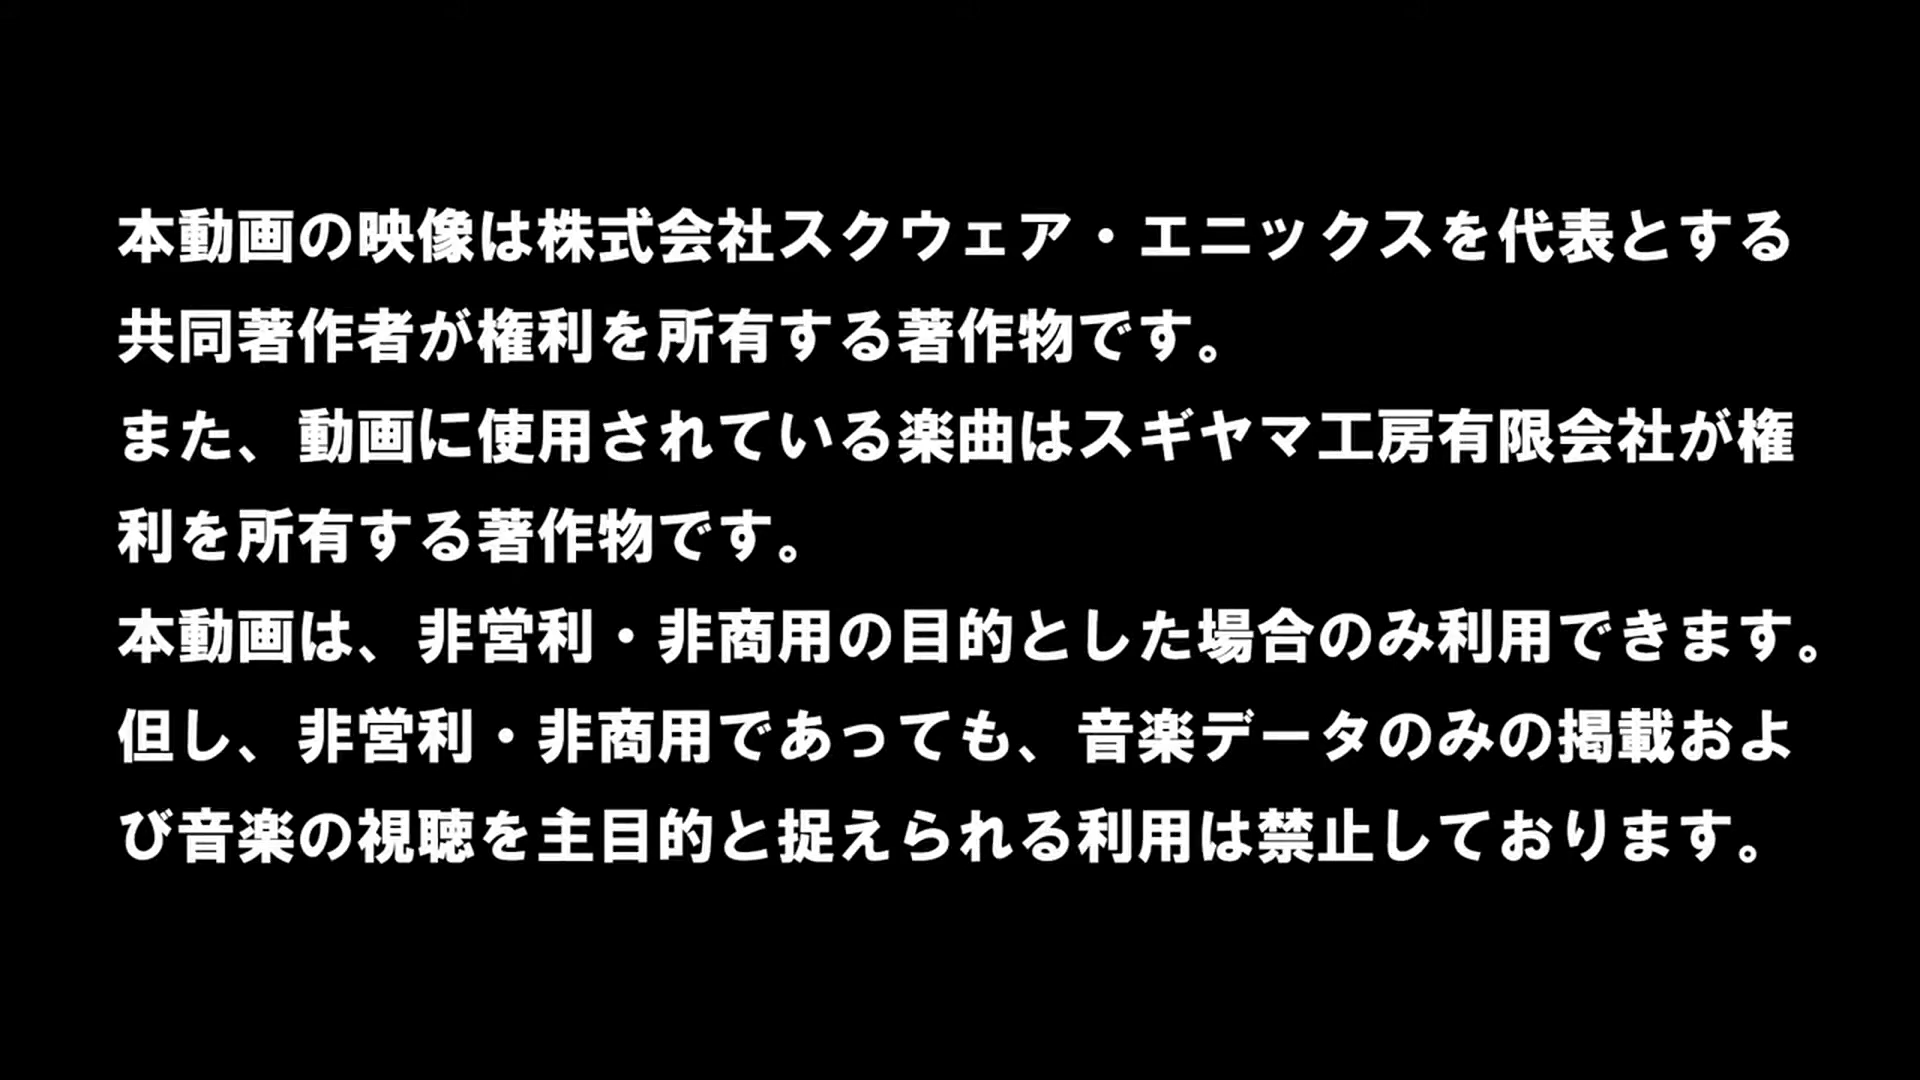 本動画の映像は株式会社スクウェア・エニックスを代表とする
共同著作者が権利を所有する著作物です。
また、動画に使用されている楽曲はスギヤマ工房有限会社が権
利を所有する著作物です。
本動画は、非営利・非商用の目的とした場合のみ利用できます。
但し、非営利・非商用であっても、音楽データのみの掲載およ
び音楽の視聴を主目的と捉えられる利用は禁止しております。